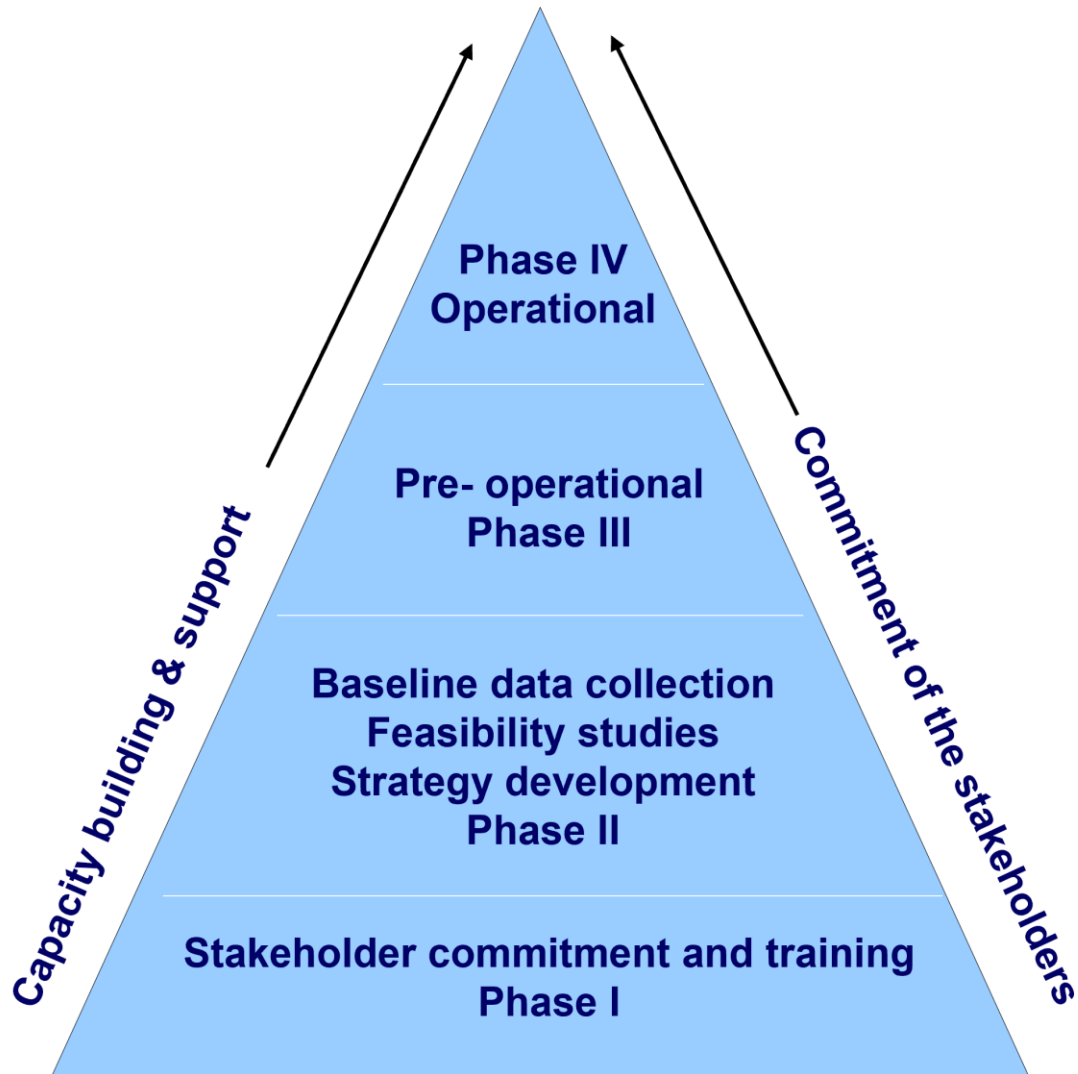 Phase IV
Operational
Pre- operational
Phase III
Baseline data collection
Feasibility studies
Strategy development
Phase II
Stakeholder commitment and training
Phase I
Capacity building & support
Commitment of the stakeholders